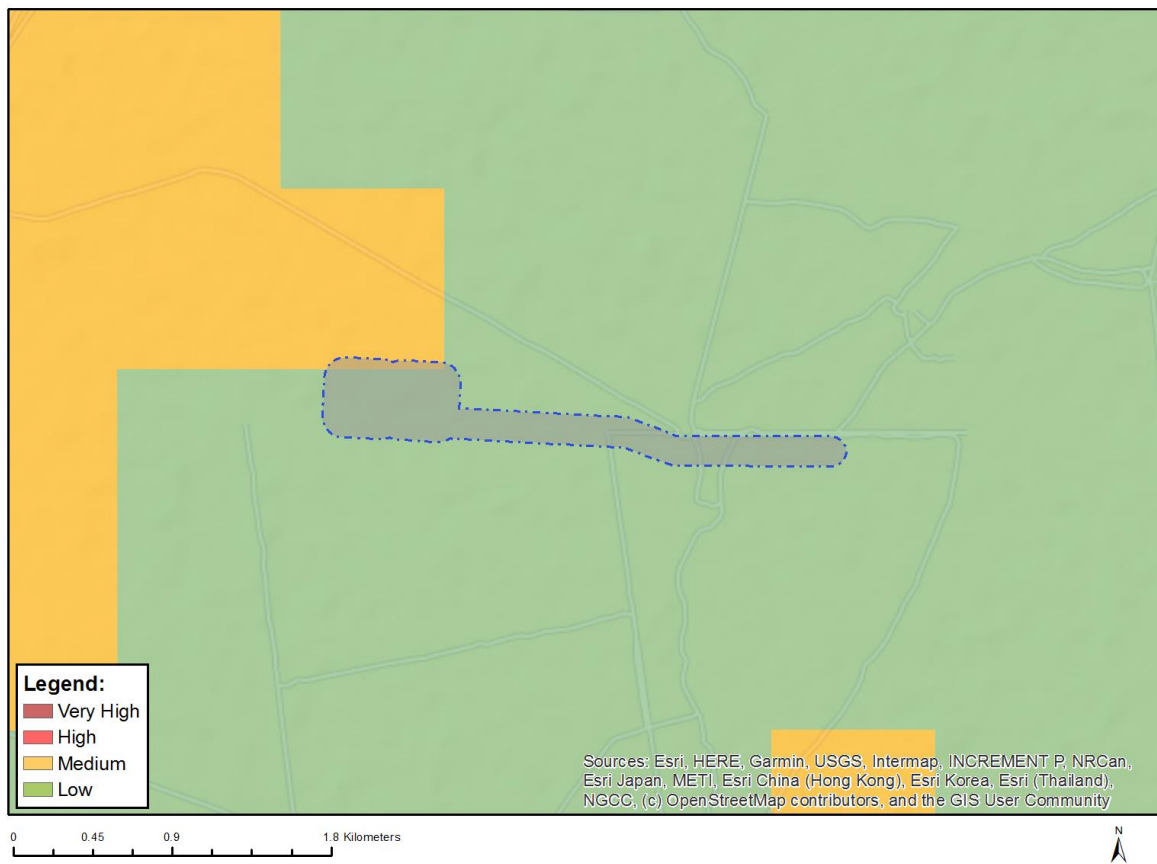 Legend:
Very High
High
Medium
Low
Sources: Esri, HERE, Garmin, USGS, Intermap, INCREMENT P, NRCan,
Esri Japan, METI, Esri China (Hong Kong), Esri Korea, Esri (Thailand),
NGCC, (c) OpenStreetMap contributors, and the GIS User Community
0 0.45 0.9 1.8 Kilometers
N